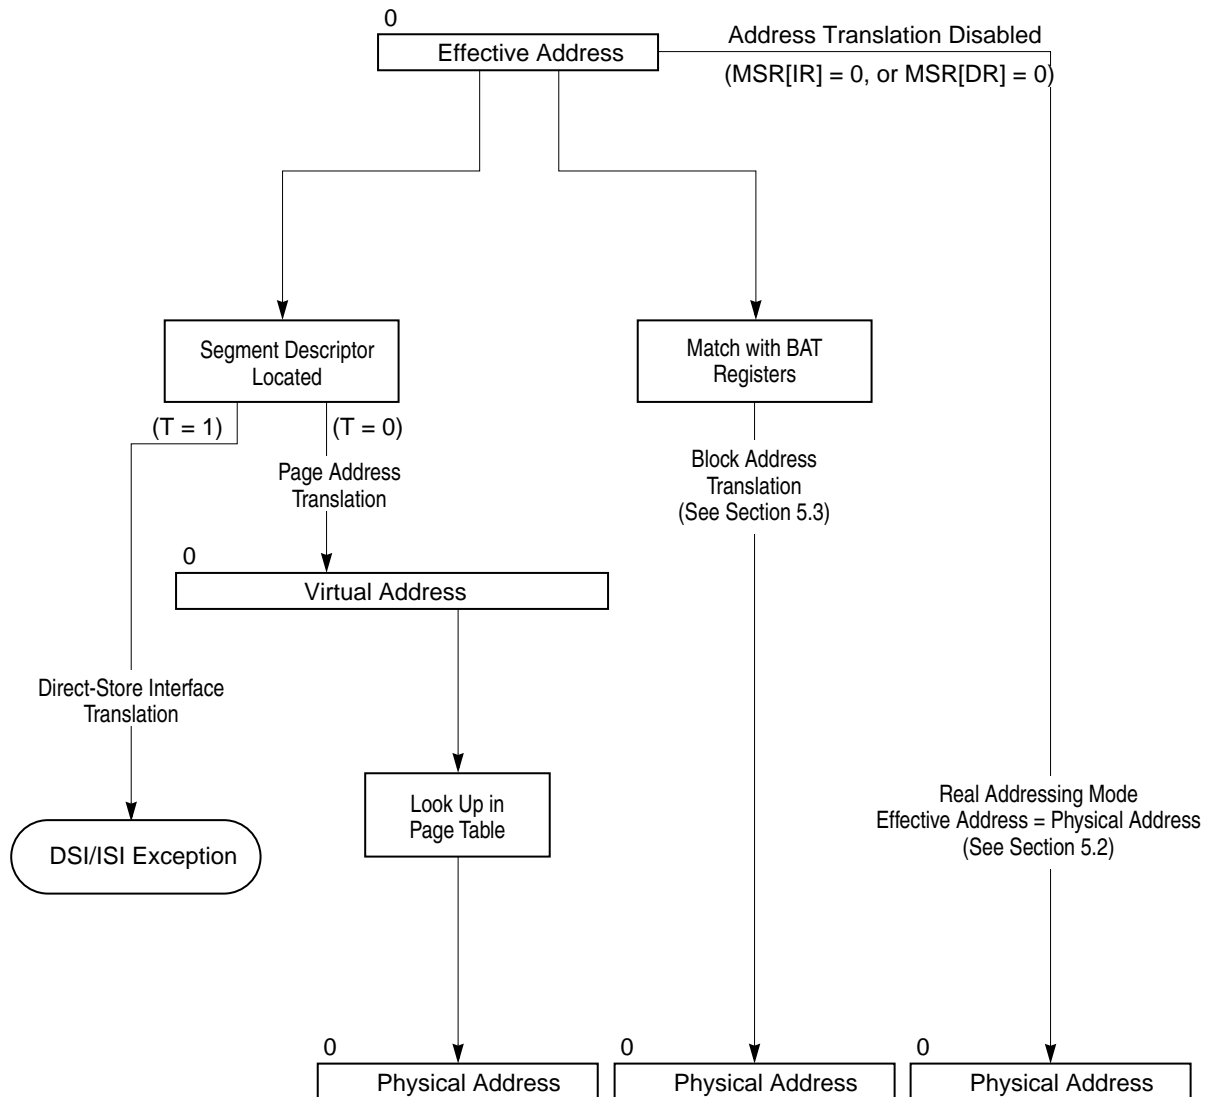 0
Effective Address
Address Translation Disabled
(MSR[IR] = 0, or MSR[DR] = 0)
Segment Descriptor
Located
Match with BAT
Registers
(T = 1)
(T = 0)
Page Address
Translation
Block Address
Translation
(See Section 5.3)
0
Virtual Address
Direct-Store Interface
Translation
Look Up in
Page Table
Real Addressing Mode
Effective Address = Physical Address
(See Section 5.2)
DSI/ISI Exception
0
Physical Address
0
Physical Address
0
Physical Address